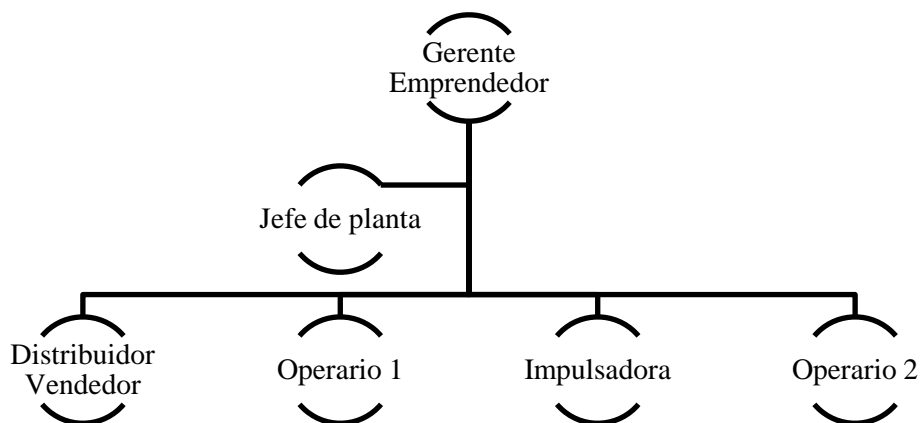 Gerente
Emprendedor
Jefe de planta
Distribuidor
Vendedor
Operario 1
Impulsadora
Operario 2